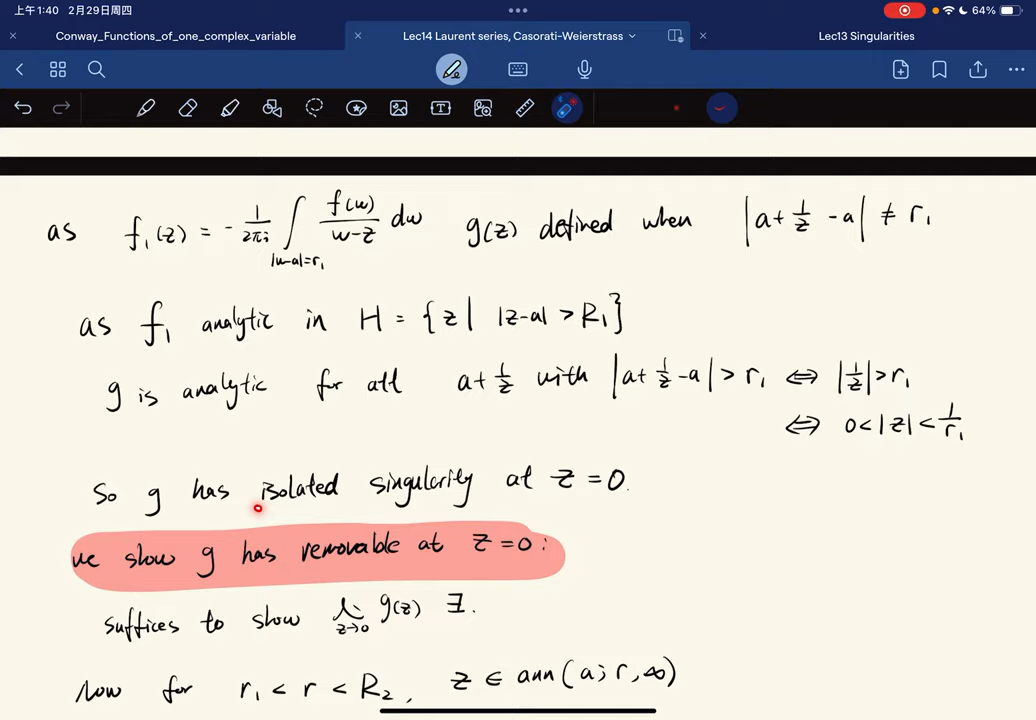 上午1:40 2月29日周四
64%
Conway_Functions_of_one_complex_variable
Lec14 Laurent series, Casorati-Weierstrass
Lec13 Singularities
as f₁(z) = - 1/2πi ∫_{|w-a|=r₁} f(w)/w-z dw g(z) defined when |a+ 1/z -a| ≠ r₁
as f₁ analytic in H = {z| |z-a| > R₁}
g is analytic for all a+ 1/z with |a+ 1/z -a| > r₁ ⇔ |1/z| > r₁
⇔ 0<|z|< 1/r₁
So g has isolated singularity at z=0.
we show g has removable at z=0:
suffices to show lim_{z→0} g(z) ∃.
Now for r₁ < r < R₂, z ∈ ann(a; r, ∞)